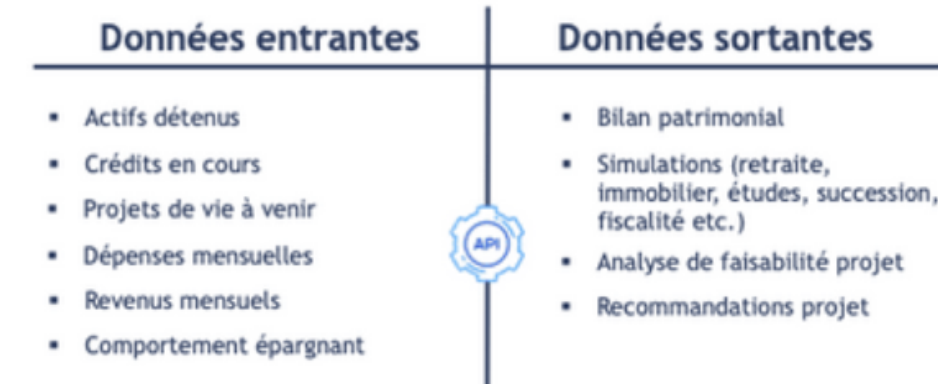 Données entrantes
Données sortantes
Actifs détenus
Crédits en cours
Projets de vie à venir
Dépenses mensuelles
Revenus mensuels
Comportement épargnant
API
Bilan patrimonial
Simulations (retraite,
immobilier, études, succession,
fiscalité etc.)
Analyse de faisabilité projet
Recommandations projet